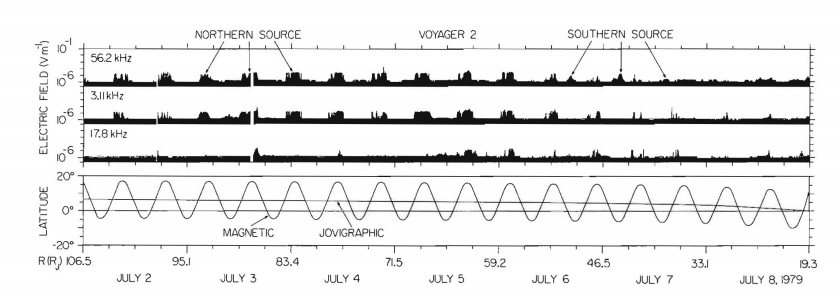 NORTHERN SOURCE VOYAGER 2 SOUTHERN SOURCE
ELECTRIC FIELD (V m⁻¹)
10⁻¹
56.2 kHz
10⁻⁶
3.11 kHz
10⁻⁶
17.8 kHz
10⁻⁶
LATITUDE
20°
0°
-20°
MAGNETIC JOVIGRAPHIC
R(RJ) 106.5 95.1 83.4 71.5 59.2 46.5 33.1 19.3
JULY 2 JULY 3 JULY 4 JULY 5 JULY 6 JULY 7 JULY 8, 1979